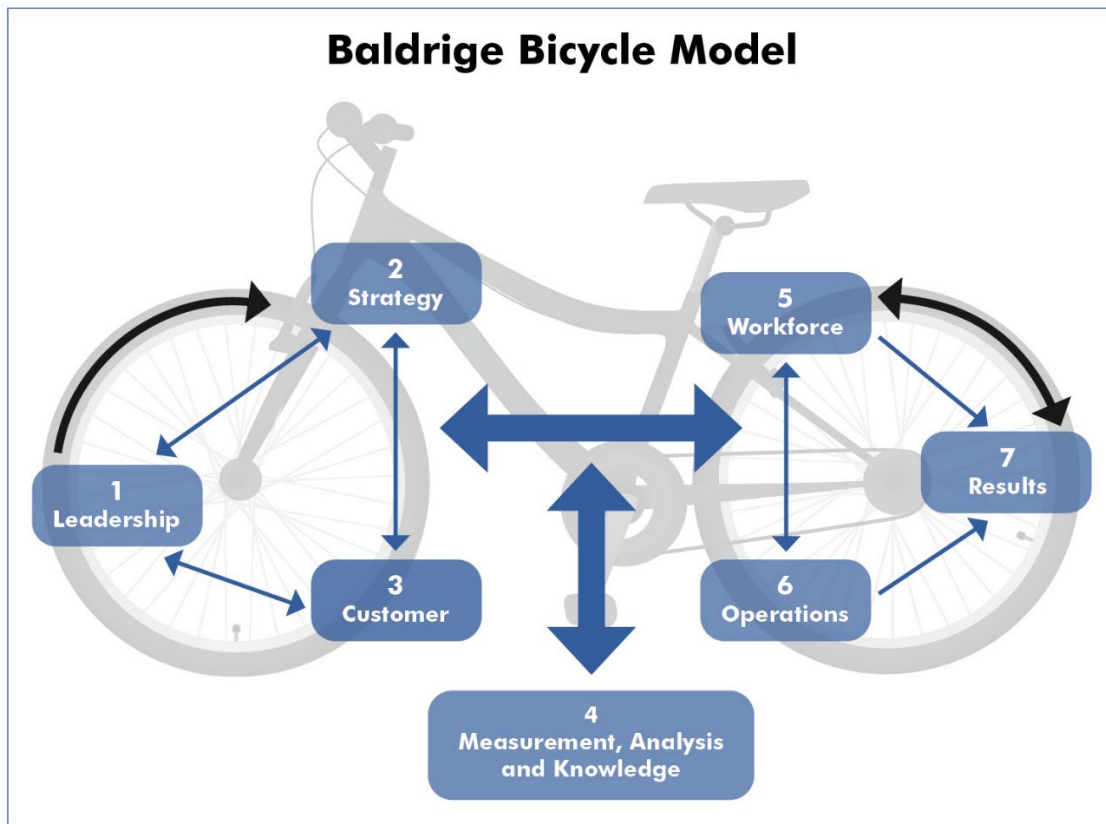 Baldrige Bicycle Model
2
Strategy
5
Workforce
1
Leadership
7
Results
3
Customer
6
Operations
4
Measurement, Analysis
and Knowledge